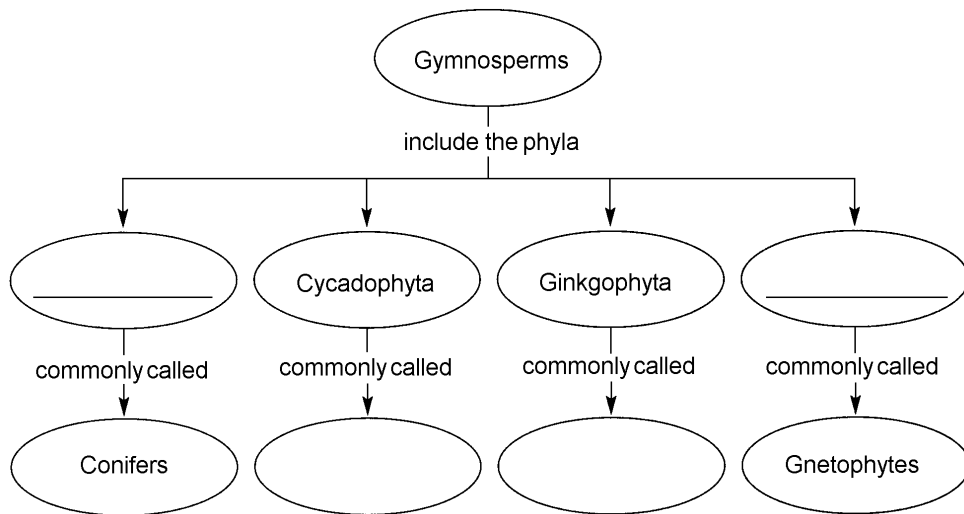 Gymnosperms
include the phyla
Cycadophyta
Ginkgophyta
commonly called
commonly called
commonly called
commonly called
Conifers
Gnetophytes